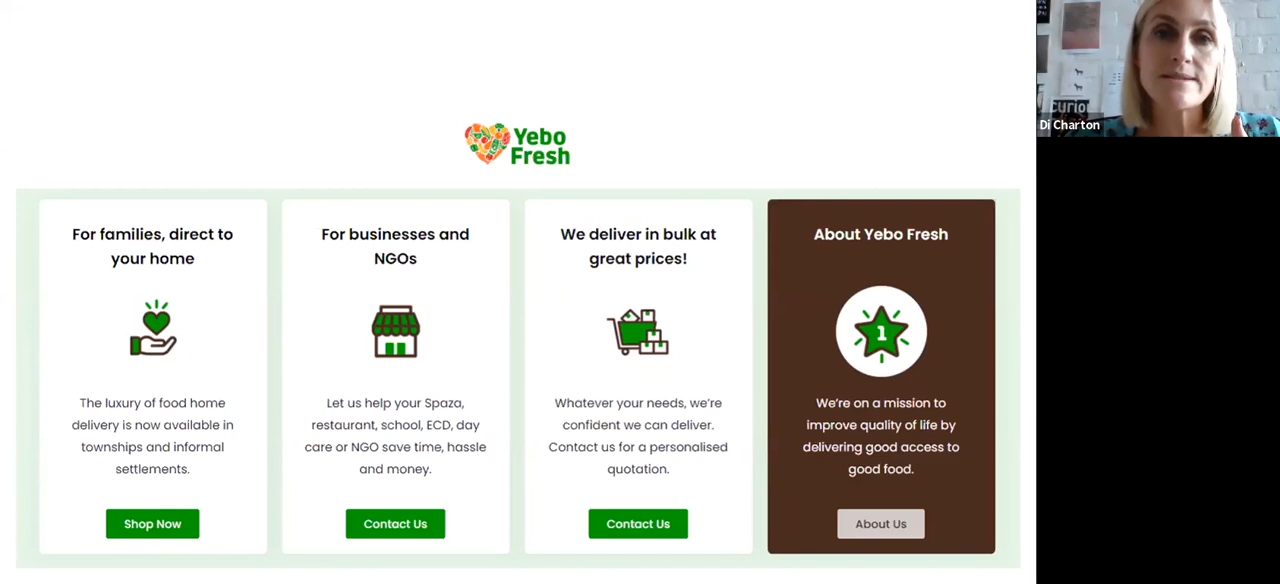 Yebo
Fresh
For families, direct to
your home
The luxury of food home
delivery is now available in
townships and informal
settlements.
Shop Now
For businesses and
NGOs
Let us help your Spaza,
restaurant, school, ECD, day
care or NGO save time, hassle
and money.
Contact Us
We deliver in bulk at
great prices!
Whatever your needs, we're
confident we can deliver.
Contact us for a personalised
quotation.
Contact Us
About Yebo Fresh
1
We're on a mission to
improve quality of life by
delivering good access to
good food.
About Us
curio
Di Charton